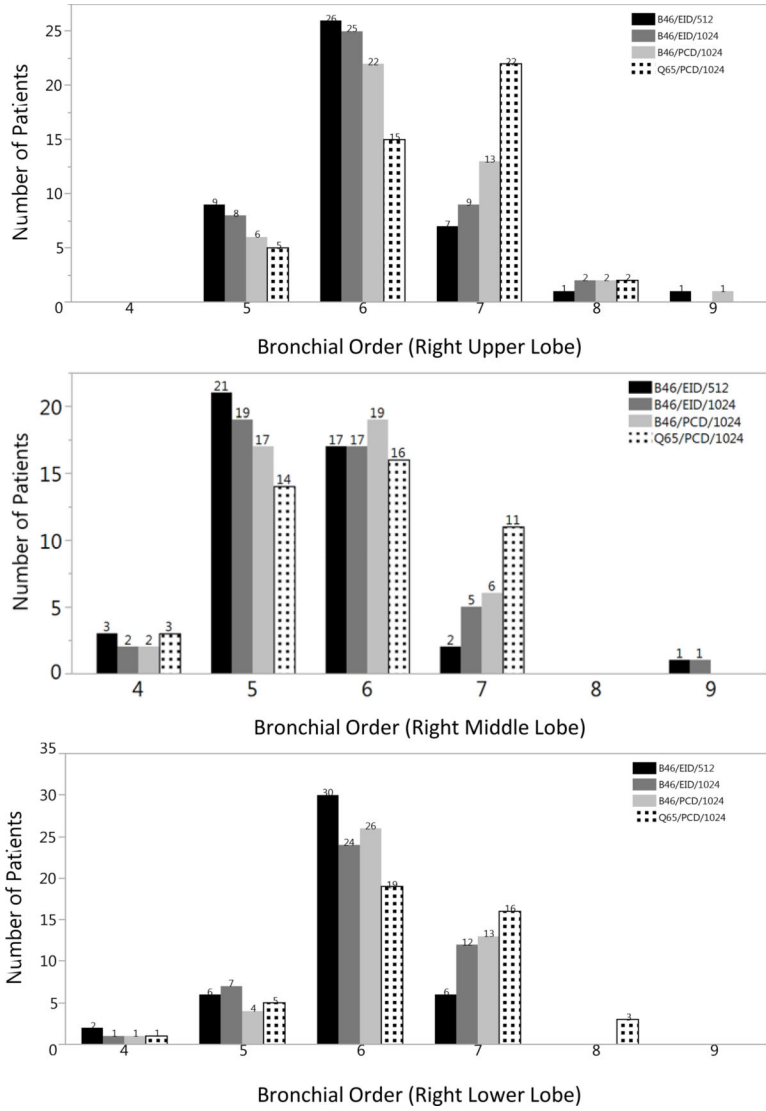 25
20
15
10
5
0
Number of Patients
B46/EID/512
B46/EID/1024
B46/PCD/1024
Q65/PCD/1024
9 8 6 5
26 25 22 15
7 9 13 22
1 2 2 2
1 1
4 5 6 7 8 9
Bronchial Order (Right Upper Lobe)
20
15
10
5
0
Number of Patients
B46/EID/512
B46/EID/1024
B46/PCD/1024
Q65/PCD/1024
3 2 2 3
21 19 17 14
17 17 19 16
2 5 6 11
1 1
4 5 6 7 8 9
Bronchial Order (Right Middle Lobe)
35
30
25
20
15
10
5
0
Number of Patients
B46/EID/512
B46/EID/1024
B46/PCD/1024
Q65/PCD/1024
2 1 1 1
6 7 4 5
30 24 26 19
6 12 13 16
3
4 5 6 7 8 9
Bronchial Order (Right Lower Lobe)